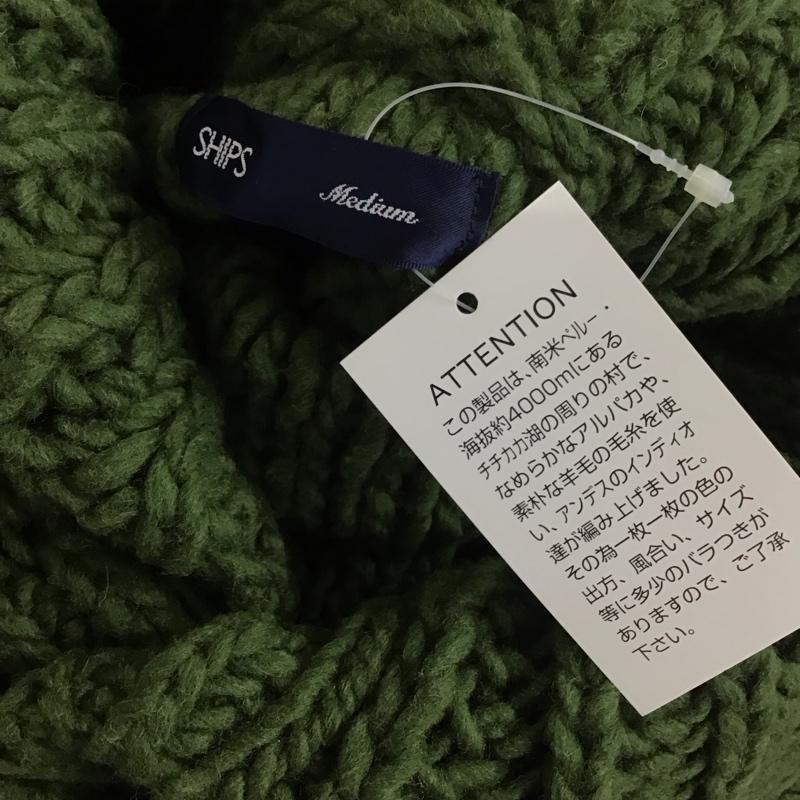 SHIPS
Medium
ATTENTION
この製品は、南米ペルー・
海抜約4000mにある
チチカカ湖の周りの村で、
なめらかなアルパカや、
素朴な羊毛の毛糸を使
い、アンデスのインディオ
達が編み上げました。
その為一枚一枚の色の
出方、風合い、サイズ
等に多少のバラつきが
ありますので、ご了承
下さい。